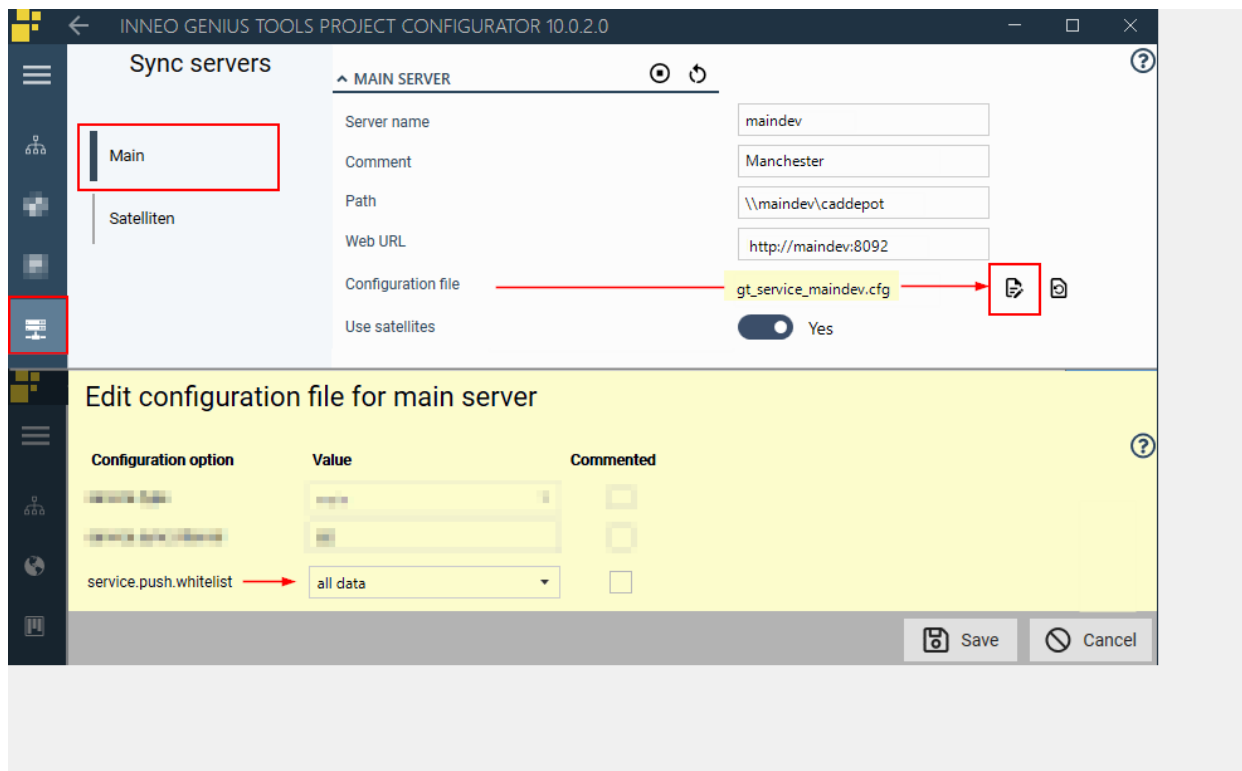 INNEO GENIUS TOOLS PROJECT CONFIGURATOR 10.0.2.0
Sync servers
MAIN SERVER
Server name maindev
Main
Comment Manchester
Path \\maindev\caddepot
Satelliten
Web URL http://maindev:8092
Configuration file gt_service_maindev.cfg
Use satellites Yes
Edit configuration file for main server
Configuration option Value Commented
service.push.whitelist all data
Save Cancel